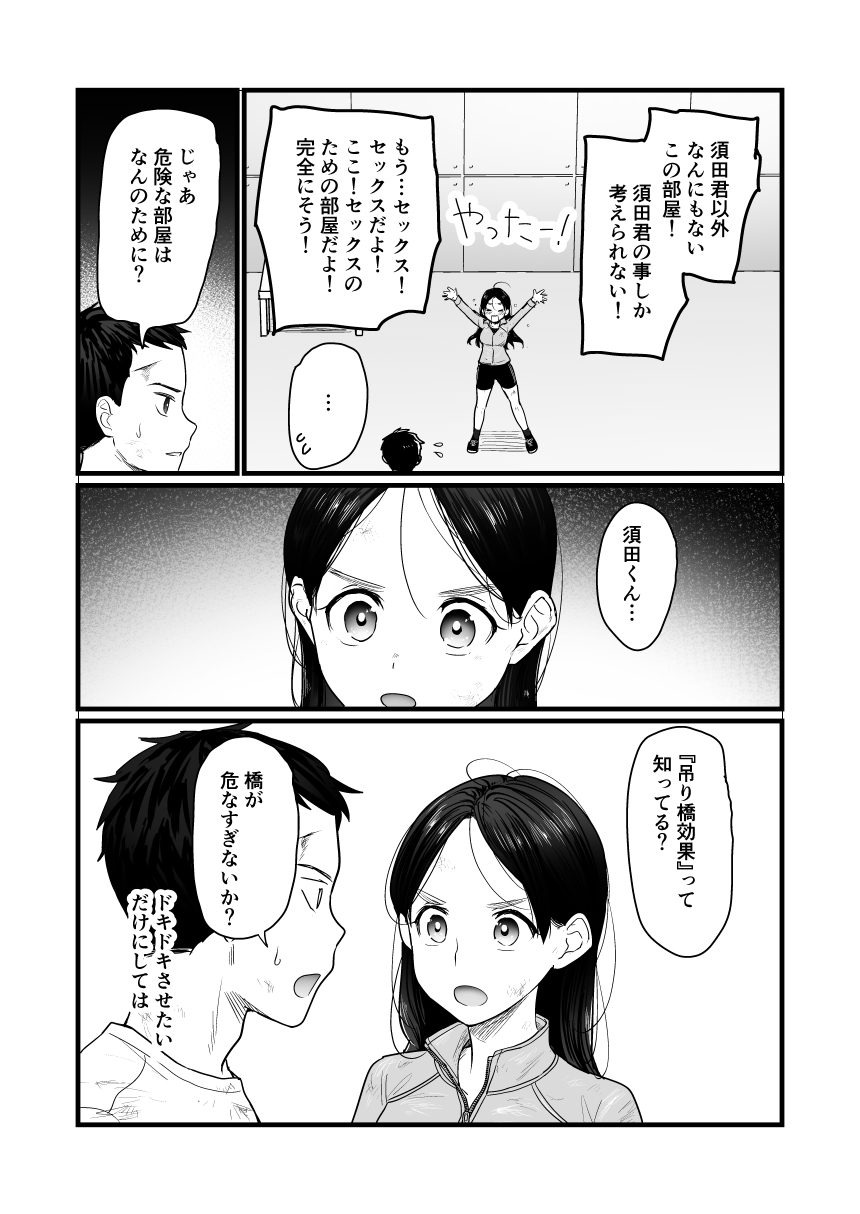 須田君以外
なんにもない
この部屋！
須田君の事しか
考えられない！
やったー！
もう…セックス！
セックスだよ！
ここ！セックスの
ための部屋だよ！
完全にそう！
…
じゃあ
危険な部屋は
なんのために？
須田くん…
『吊り橋効果』って
知ってる？
橋が
危なすぎないか？
ドキドキさせたい
だけにしては